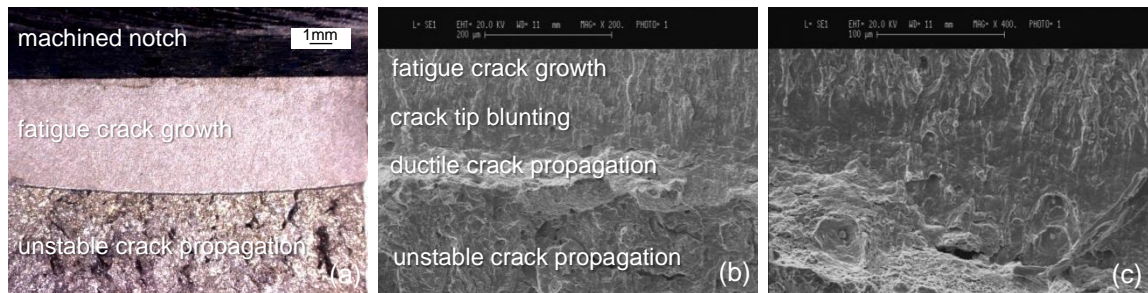 machined notch
1mm
fatigue crack growth
unstable crack propagation
(a)
L= SE1 EHT= 20.0 KV WD= 11 mm MAG= X 200. PHOTO= 1
200 µm
fatigue crack growth
crack tip blunting
ductile crack propagation
unstable crack propagation
(b)
L= SE1 EHT= 20.0 KV WD= 11 mm MAG= X 400. PHOTO= 1
100 µm
(c)